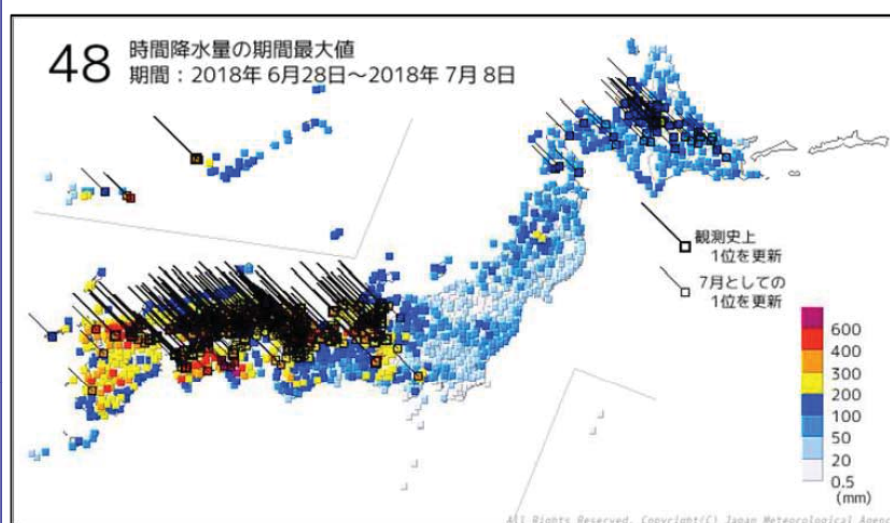 48 時間降水量の期間最大値
期間：2018年 6月28日～2018年 7月 8日
観測史上
1位を更新
7月としての
1位を更新
600
400
300
200
100
50
20
0.5
(mm)
All Rights Reserved. Copyright(C) Japan Meteorological Agenc